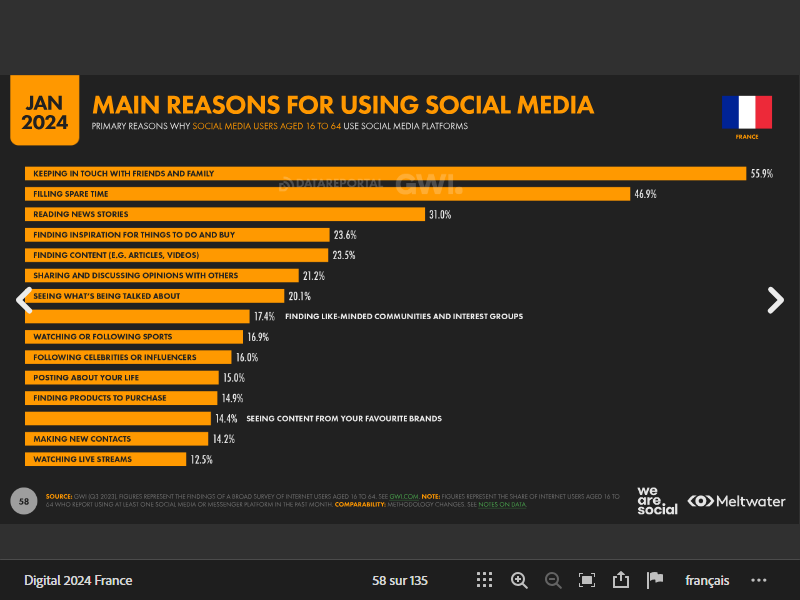 JAN
2024
MAIN REASONS FOR USING SOCIAL MEDIA
PRIMARY REASONS WHY SOCIAL MEDIA USERS AGED 16 TO 64 USE SOCIAL MEDIA PLATFORMS
FRANCE
KEEPING IN TOUCH WITH FRIENDS AND FAMILY 55.9%
DATAREPORTAL GWI.
FILLING SPARE TIME 46.9%
READING NEWS STORIES 31.0%
FINDING INSPIRATION FOR THINGS TO DO AND BUY 23.6%
FINDING CONTENT (E.G. ARTICLES, VIDEOS) 23.5%
SHARING AND DISCUSSING OPINIONS WITH OTHERS 21.2%
SEEING WHAT'S BEING TALKED ABOUT 20.1%
17.4% FINDING LIKE-MINDED COMMUNITIES AND INTEREST GROUPS
WATCHING OR FOLLOWING SPORTS 16.9%
FOLLOWING CELEBRITIES OR INFLUENCERS 16.0%
POSTING ABOUT YOUR LIFE 15.0%
FINDING PRODUCTS TO PURCHASE 14.9%
14.4% SEEING CONTENT FROM YOUR FAVOURITE BRANDS
MAKING NEW CONTACTS 14.2%
WATCHING LIVE STREAMS 12.5%
58
SOURCE: GWI (Q3 2023). FIGURES REPRESENT THE FINDINGS OF A BROAD SURVEY OF INTERNET USERS AGED 16 TO 64. SEE GWI.COM. NOTE: FIGURES REPRESENT THE SHARE OF INTERNET USERS AGED 16 TO
64 WHO REPORT USING AT LEAST ONE SOCIAL MEDIA OR MESSENGER PLATFORM IN THE PAST MONTH. COMPARABILITY: METHODOLOGY CHANGES. SEE NOTES ON DATA.
we
are
social
Meltwater
Digital 2024 France
58 sur 135
français